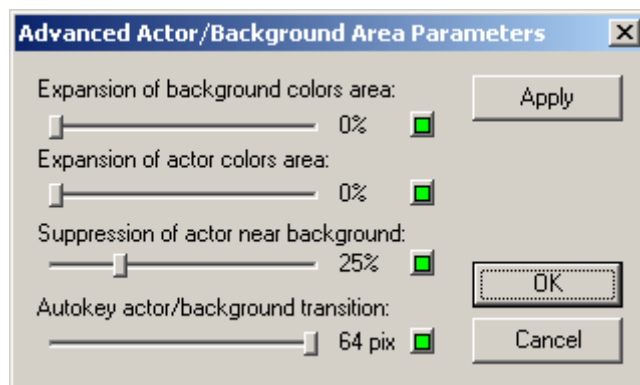 Advanced Actor/Background Area Parameters
Expansion of background colors area:
Apply
0%
Expansion of actor colors area:
0%
Suppression of actor near background:
25%
OK
Autokey actor/background transition:
64 pix
Cancel